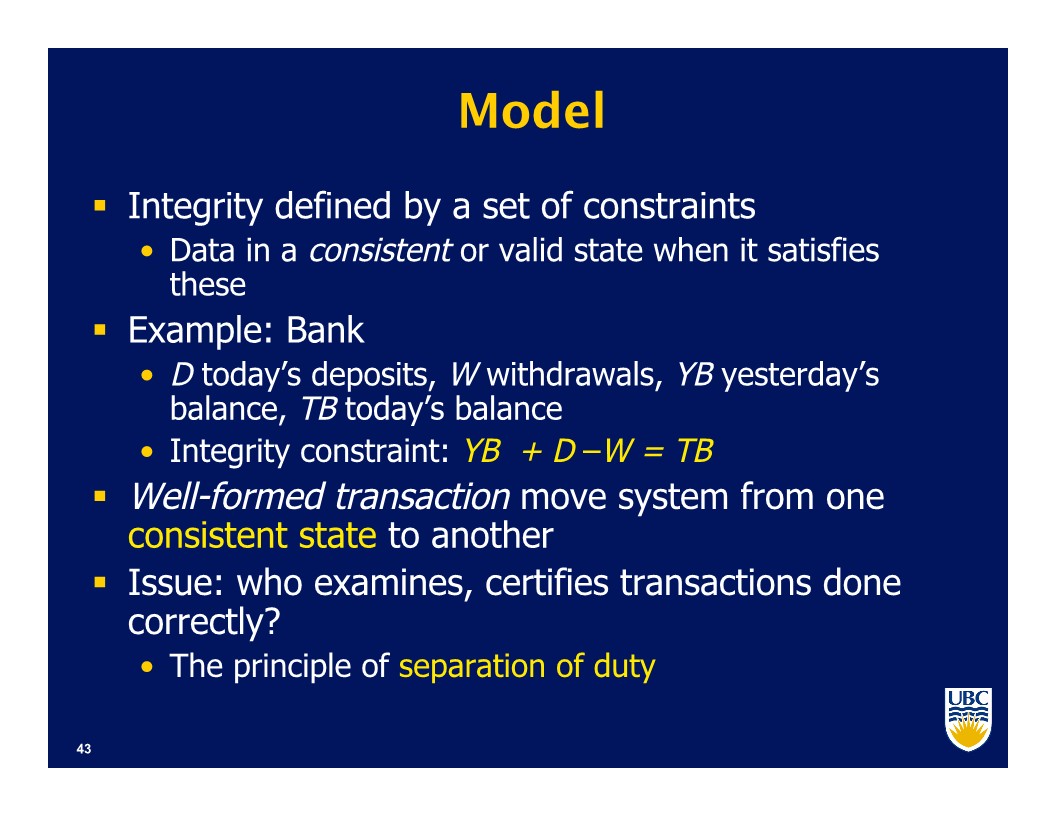 Model
▪ Integrity defined by a set of constraints
• Data in a consistent or valid state when it satisfies
these
▪ Example: Bank
• D today’s deposits, W withdrawals, YB yesterday’s
balance, TB today’s balance
• Integrity constraint: YB + D –W = TB
▪ Well-formed transaction move system from one
consistent state to another
▪ Issue: who examines, certifies transactions done
correctly?
• The principle of separation of duty
UBC
43